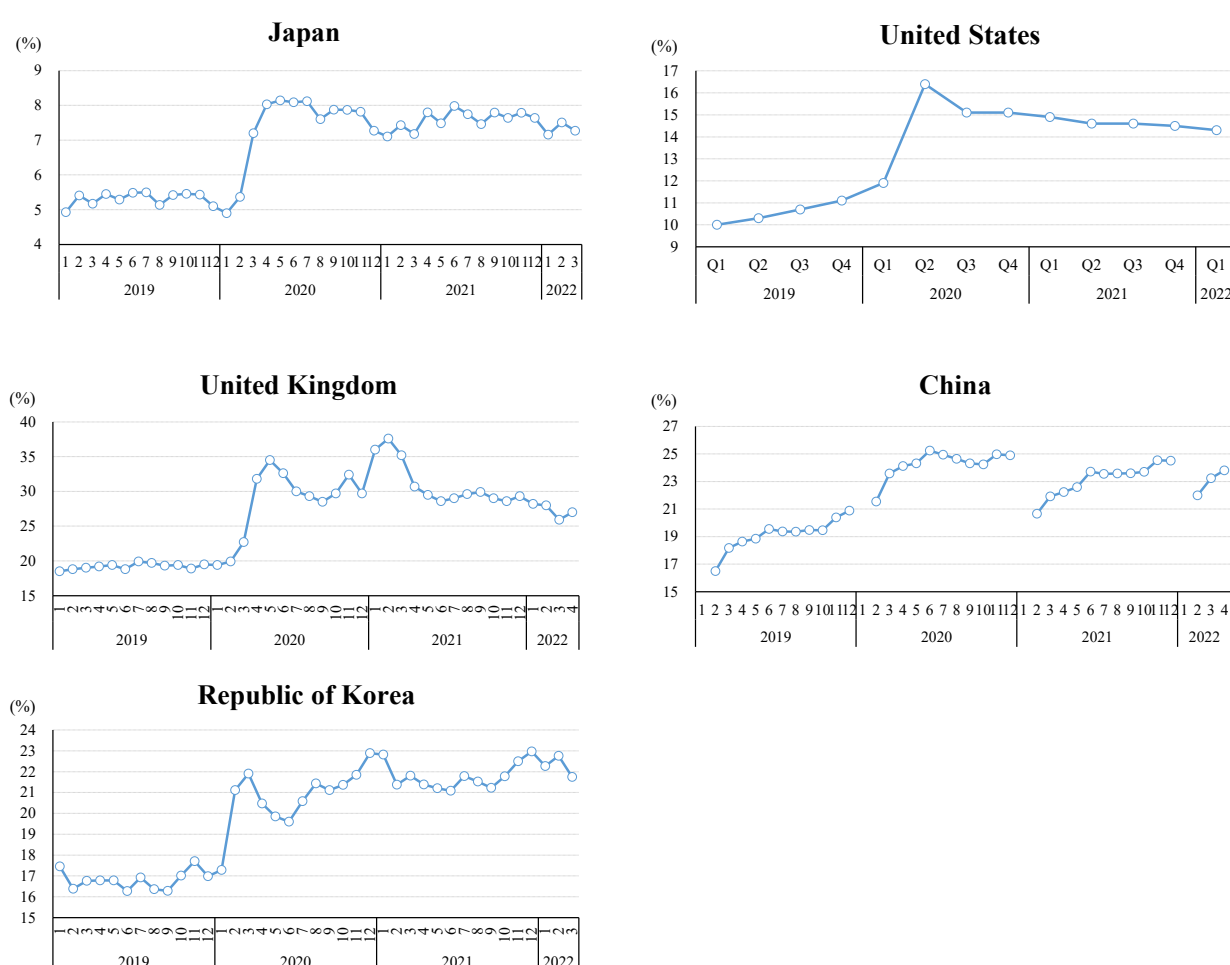 Japan
(%)
9
8
7
6
5
4
1 2 3 4 5 6 7 8 9 10 11 12 1 2 3 4 5 6 7 8 9 10 11 12 1 2 3 4 5 6 7 8 9 10 11 12 1 2 3
2019 2020 2021 2022
United States
(%)
17
16
15
14
13
12
11
10
9
Q1 Q2 Q3 Q4 Q1 Q2 Q3 Q4 Q1 Q2 Q3 Q4 Q1
2019 2020 2021 2022
United Kingdom
(%)
40
35
30
25
20
15
1 2 3 4 5 6 7 8 9 10 11 12 1 2 3 4 5 6 7 8 9 10 11 12 1 2 3 4 5 6 7 8 9 10 11 12 1 2 3 4
2019 2020 2021 2022
China
(%)
27
25
23
21
19
17
15
1 2 3 4 5 6 7 8 9 10 11 12 1 2 3 4 5 6 7 8 9 10 11 12 1 2 3 4 5 6 7 8 9 10 11 12 1 2 3 4
2019 2020 2021 2022
Republic of Korea
(%)
24
23
22
21
20
19
18
17
16
15
1 2 3 4 5 6 7 8 9 10 11 12 1 2 3 4 5 6 7 8 9 10 11 12 1 2 3 4 5 6 7 8 9 10 11 12 1 2 3
2019 2020 2021 2022